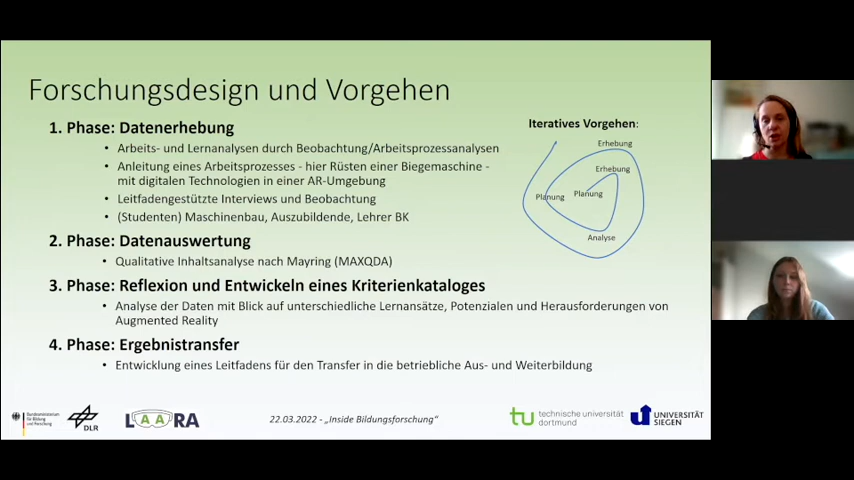 Forschungsdesign und Vorgehen
1. Phase: Datenerhebung
• Arbeits- und Lernanalysen durch Beobachtung/Arbeitsprozessanalysen
• Anleitung eines Arbeitsprozesses - hier Rüsten einer Biegemaschine -
mit digitalen Technologien in einer AR-Umgebung
• Leitfadengestützte Interviews und Beobachtung
• (Studenten) Maschinenbau, Auszubildende, Lehrer BK
2. Phase: Datenauswertung
• Qualitative Inhaltsanalyse nach Mayring (MAXQDA)
3. Phase: Reflexion und Entwickeln eines Kriterienkataloges
• Analyse der Daten mit Blick auf unterschiedliche Lernansätze, Potenzialen und Herausforderungen von
Augmented Reality
4. Phase: Ergebnistransfer
• Entwicklung eines Leitfadens für den Transfer in die betriebliche Aus- und Weiterbildung
Iteratives Vorgehen:
Erhebung
Erhebung
Planung
Planung
Analyse
Bundesministerium
für Bildung
und Forschung
DLR
LAARA
22.03.2022 - „Inside Bildungsforschung“
tu
technische universität
dortmund
UNIVERSITÄT
SIEGEN